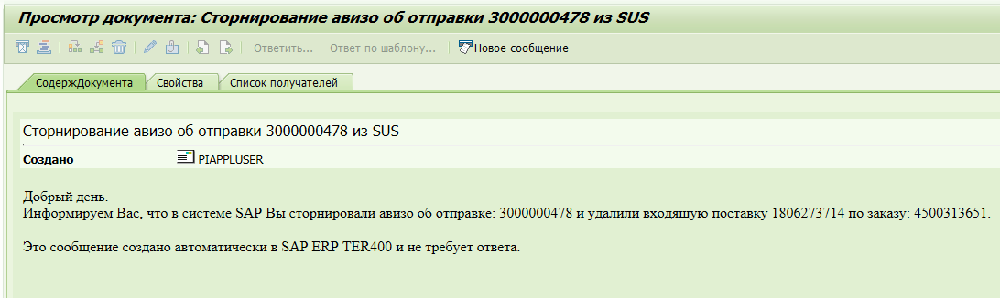 Просмотр документа: Сторнирование авизо об отправки 3000000478 из SUS
Ответить... Ответ по шаблону... Новое сообщение
СодержДокумента Свойства Список получателей
Сторнирование авизо об отправки 3000000478 из SUS
Создано PIAPPLUSER
Добрый день.
Информируем Вас, что в системе SAP Вы сторнировали авизо об отправке: 3000000478 и удалили входящую поставку 1806273714 по заказу: 4500313651.
Это сообщение создано автоматически в SAP ERP TER400 и не требует ответа.